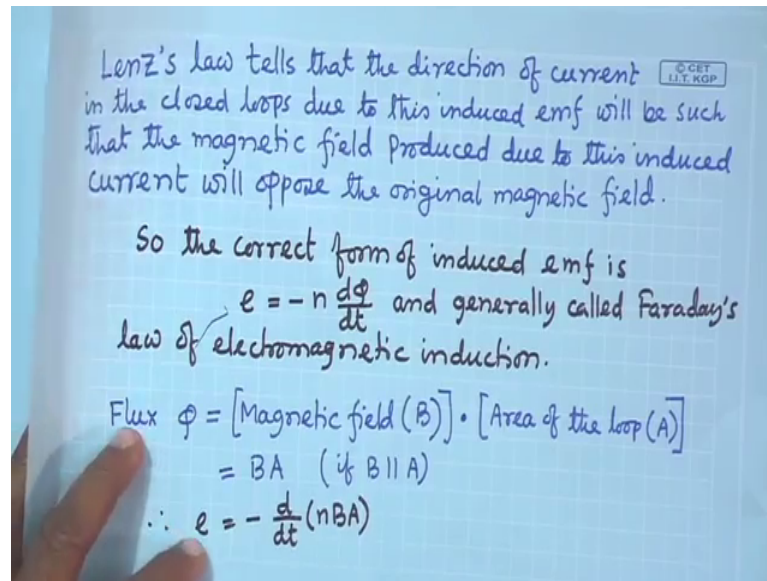 Lenz's law tells that the direction of current
© CET
I.I.T. KGP
in the closed loops due to this induced emf will be such
that the magnetic field produced due to this induced
current will oppose the original magnetic field.
So the correct form of induced emf is
e = -n dφ/dt and generally called Faraday's
law of electromagnetic induction.
Flux φ = [Magnetic field (B)] • [Area of the loop (A)]
= BA (if B || A)
∴ e = - d/dt (nBA)